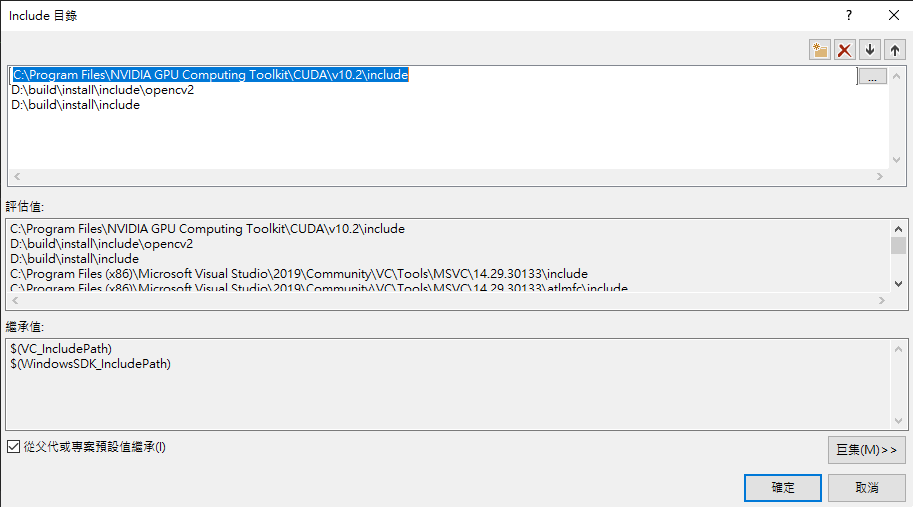 Include 目錄
C:\Program Files\NVIDIA GPU Computing Toolkit\CUDA\v10.2\include
...
D:\build\install\include\opencv2
D:\build\install\include
評估值:
C:\Program Files\NVIDIA GPU Computing Toolkit\CUDA\v10.2\include
D:\build\install\include\opencv2
D:\build\install\include
C:\Program Files (x86)\Microsoft Visual Studio\2019\Community\VC\Tools\MSVC\14.29.30133\include
C:\Program Files (x86)\Microsoft Visual Studio\2019\Community\VC\Tools\MSVC\14.29.30133\atlmfc\include
繼承值:
$(VC_IncludePath)
$(WindowsSDK_IncludePath)
從父代或專案預設值繼承(I)
巨集(M)>>
確定
取消